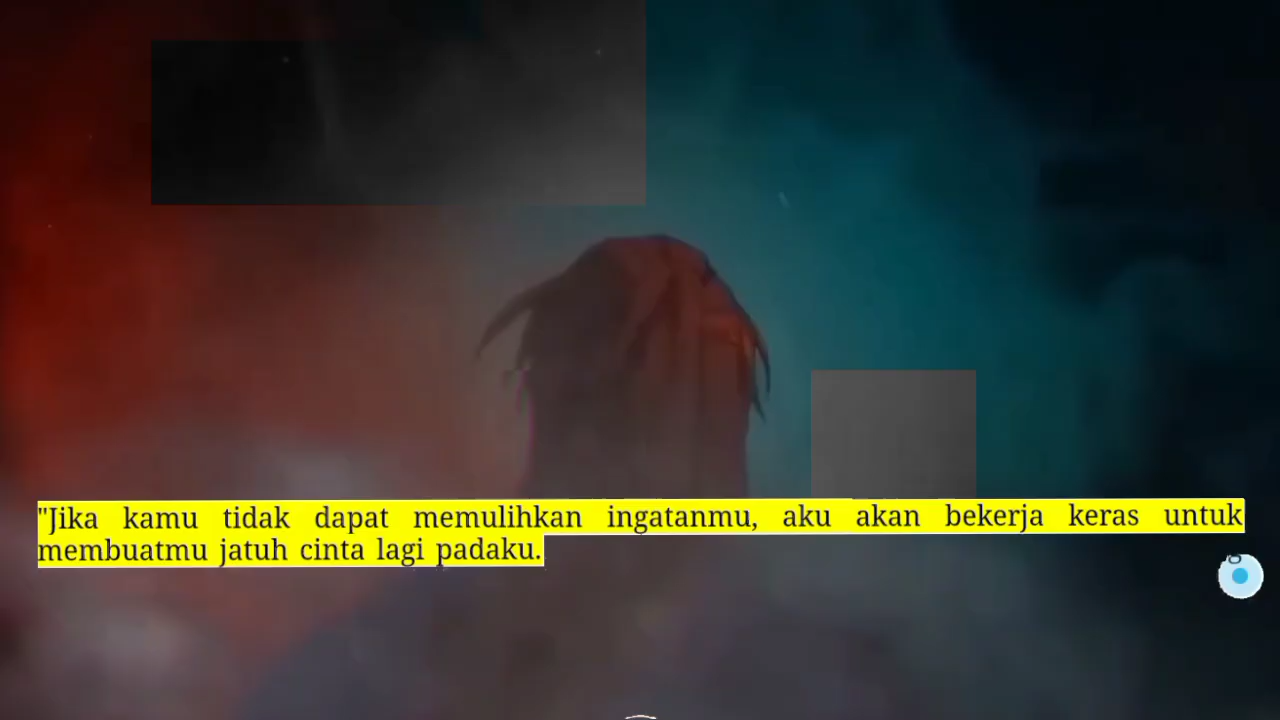 "Jika kamu tidak dapat memulihkan ingatanmu, aku akan bekerja keras untuk
membuatmu jatuh cinta lagi padaku.